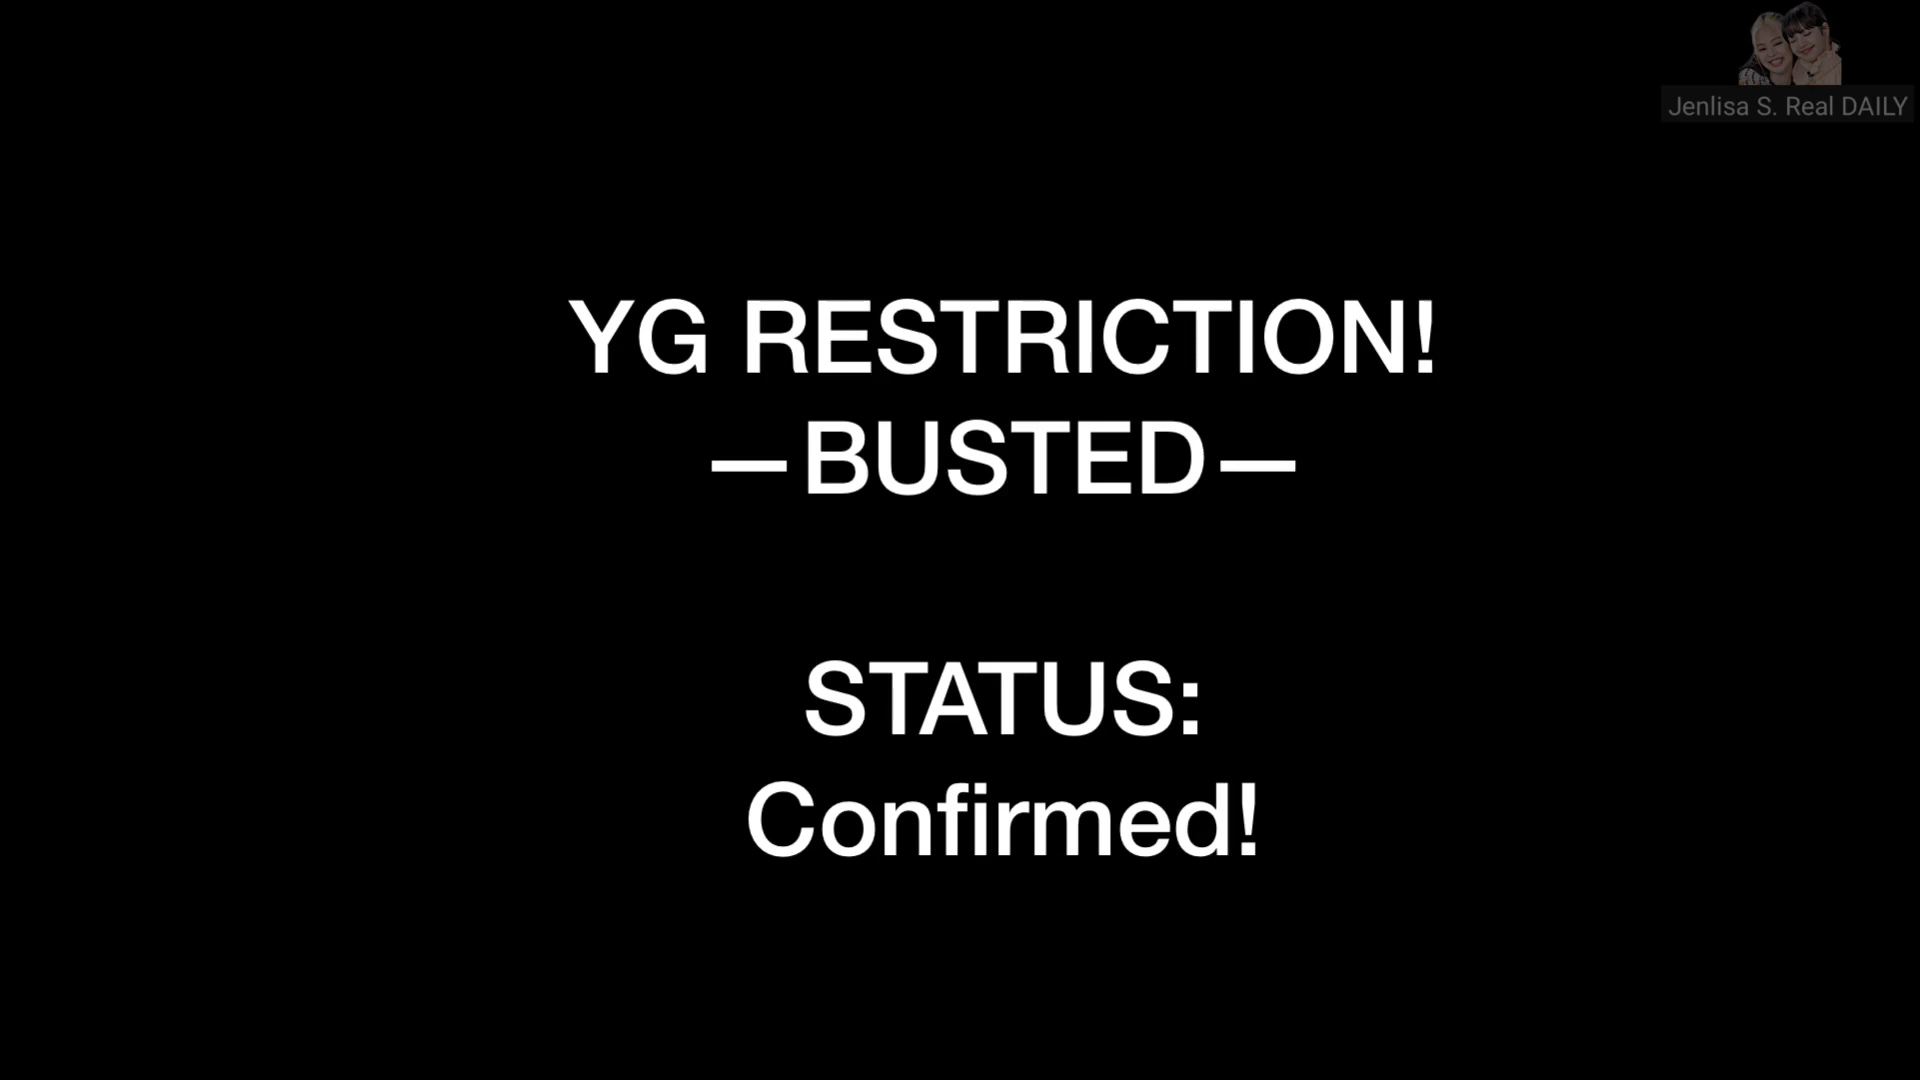 Jenlisa S. Real DAILY
YG RESTRICTION!
—BUSTED—
STATUS:
Confirmed!